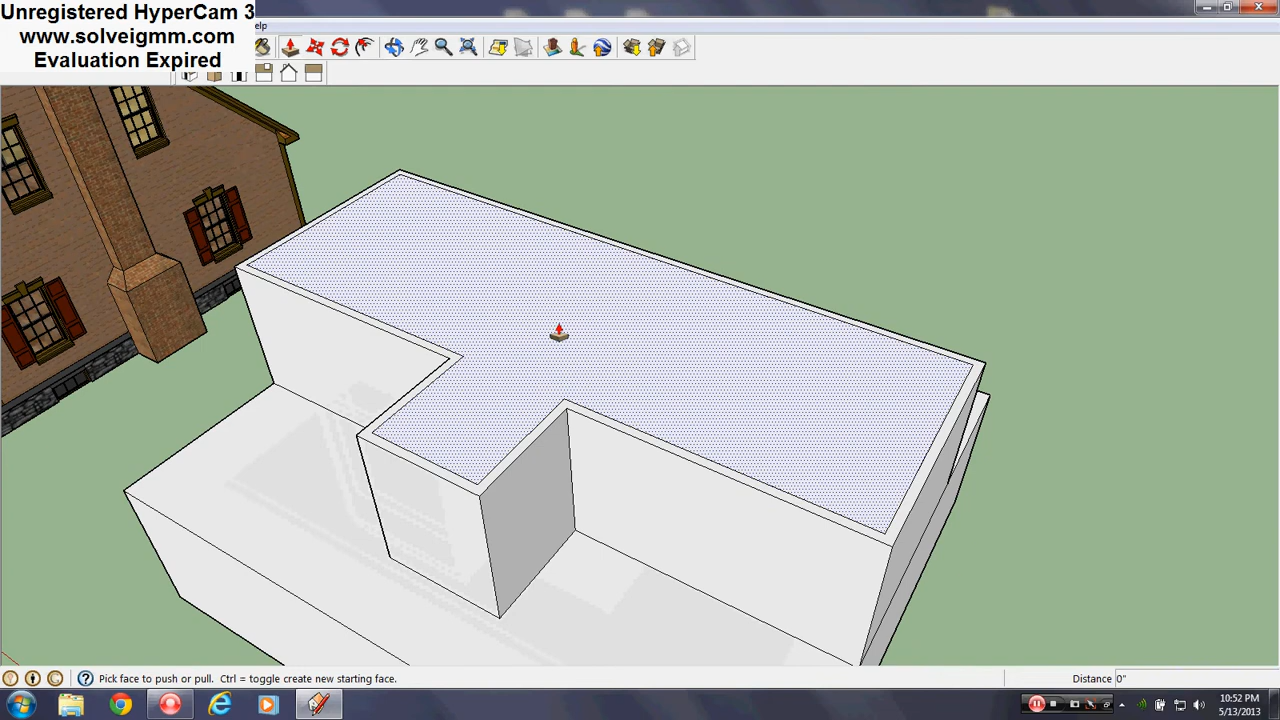 Unregistered HyperCam 3
www.solveigmm.com
Evaluation Expired
elp
Pick face to push or pull. Ctrl = toggle create new starting face.
Distance 0"
10:52 PM
5/13/2013